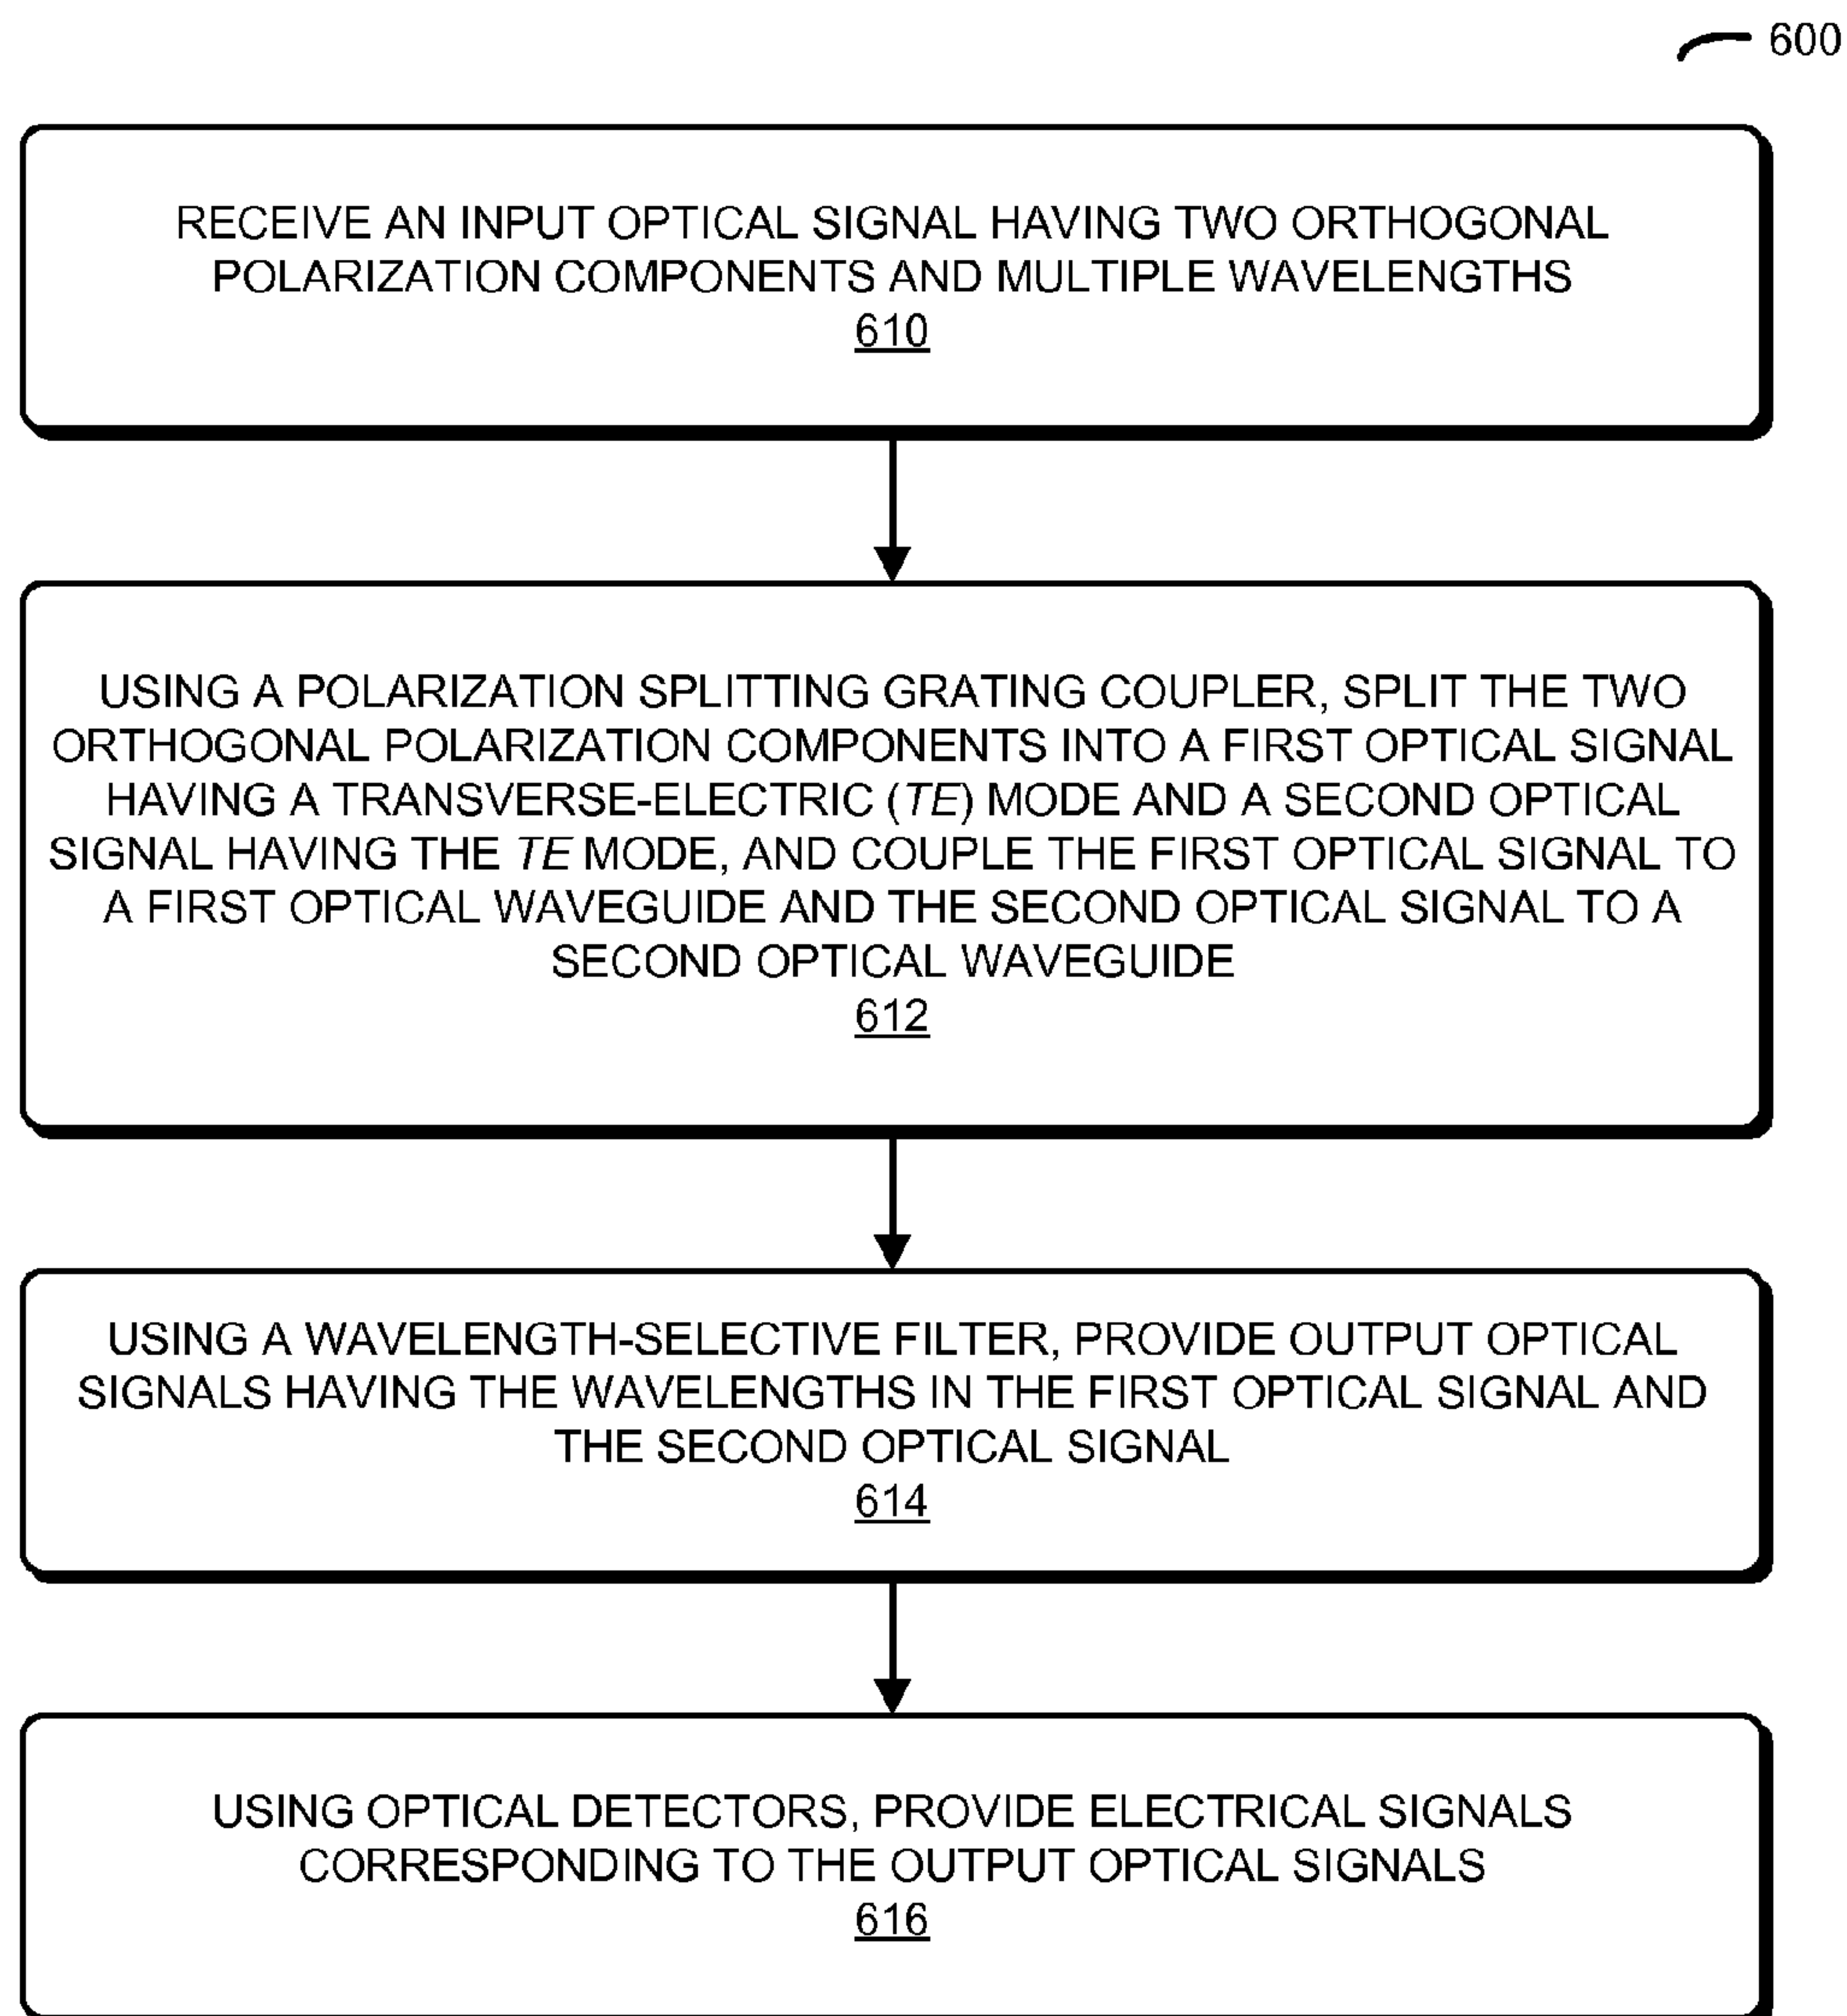 600
RECEIVE AN INPUT OPTICAL SIGNAL HAVING TWO ORTHOGONAL
POLARIZATION COMPONENTS AND MULTIPLE WAVELENGTHS
610
USING A POLARIZATION SPLITTING GRATING COUPLER, SPLIT THE TWO
ORTHOGONAL POLARIZATION COMPONENTS INTO A FIRST OPTICAL SIGNAL
HAVING A TRANSVERSE-ELECTRIC (TE) MODE AND A SECOND OPTICAL
SIGNAL HAVING THE TE MODE, AND COUPLE THE FIRST OPTICAL SIGNAL TO
A FIRST OPTICAL WAVEGUIDE AND THE SECOND OPTICAL SIGNAL TO A
SECOND OPTICAL WAVEGUIDE
612
USING A WAVELENGTH-SELECTIVE FILTER, PROVIDE OUTPUT OPTICAL
SIGNALS HAVING THE WAVELENGTHS IN THE FIRST OPTICAL SIGNAL AND
THE SECOND OPTICAL SIGNAL
614
USING OPTICAL DETECTORS, PROVIDE ELECTRICAL SIGNALS
CORRESPONDING TO THE OUTPUT OPTICAL SIGNALS
616